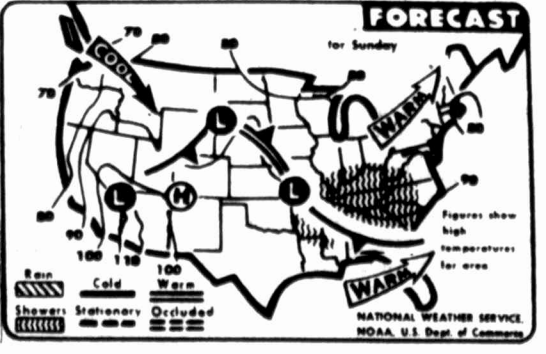 FORECAST
for Sunday
70
80
80
80
COOL
70
WARM
80
L
L
H
L
90
80
90
100
110
100
Figures show
high
temperatures
for area
WARM
Rain
Cold
Warm
Showers
Stationary
Occluded
NATIONAL WEATHER SERVICE,
NOAA, U.S. Dept. of Commerce